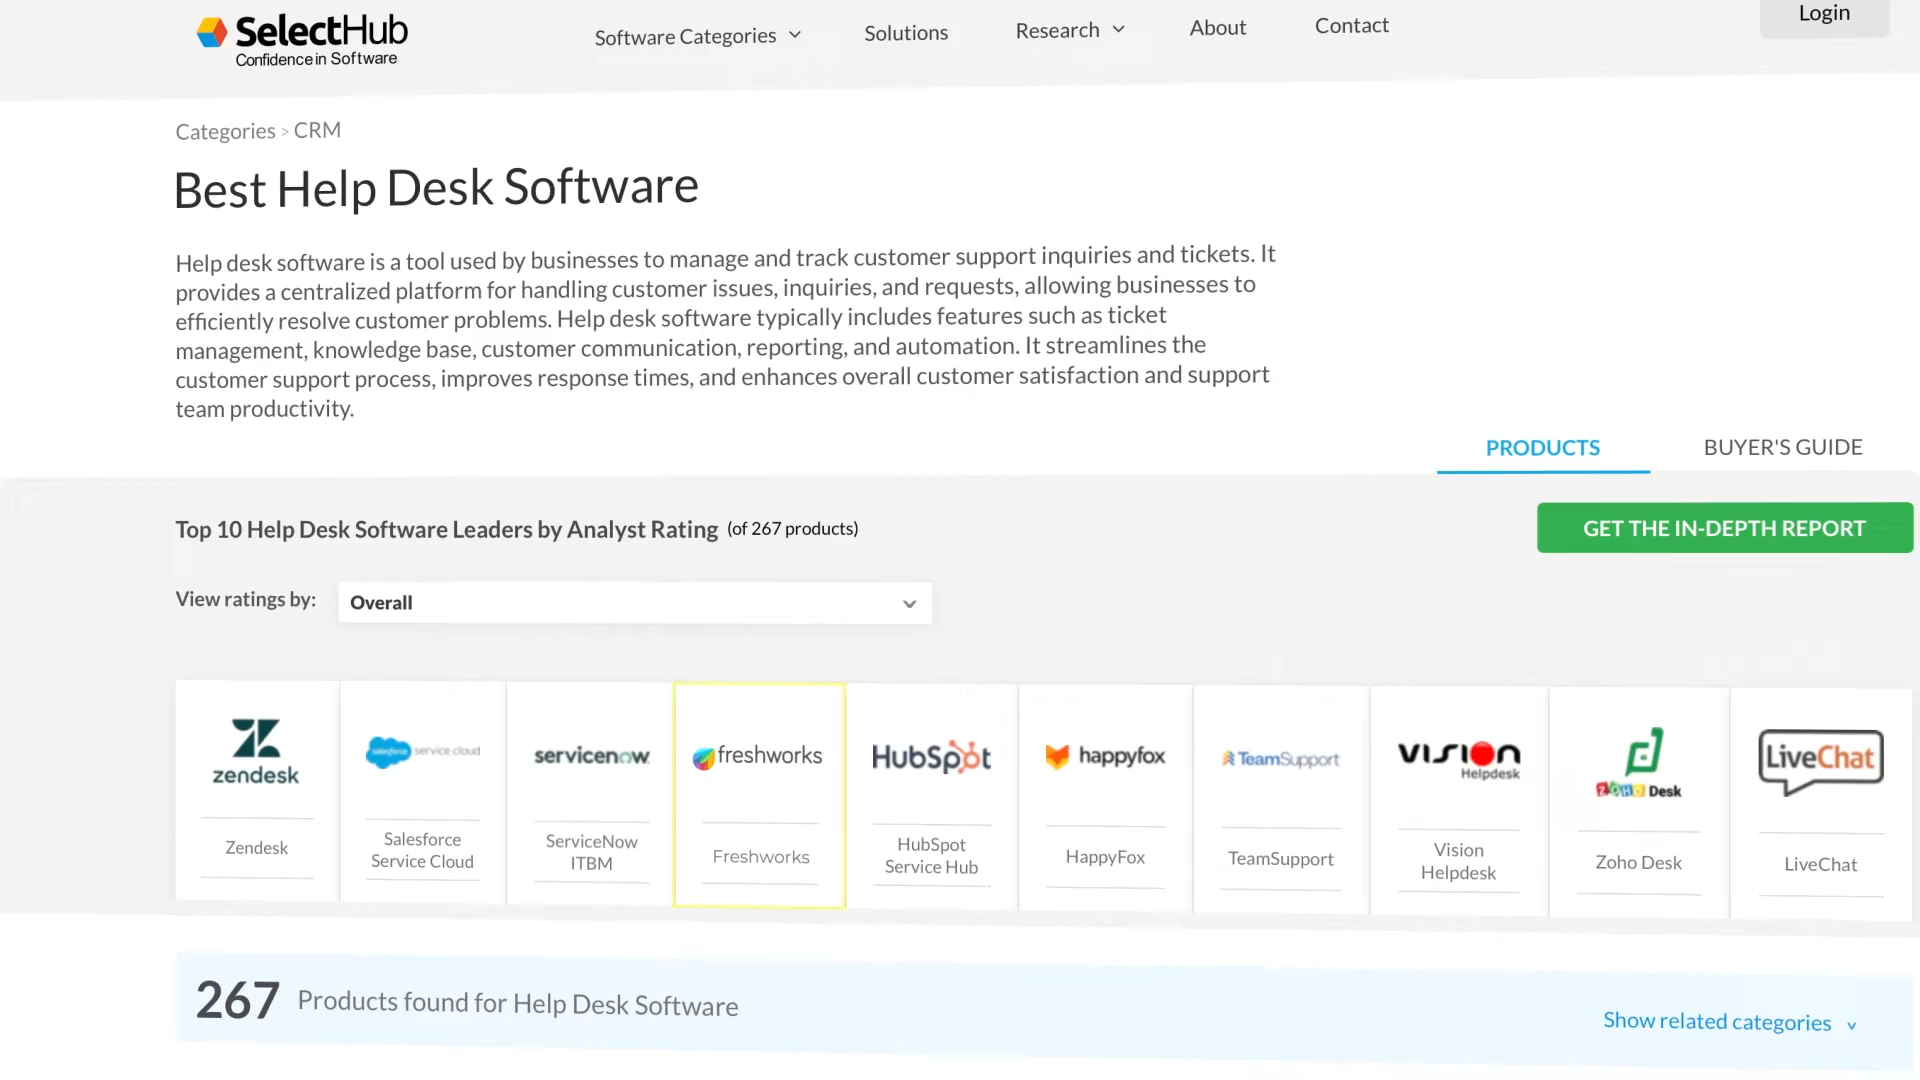 SelectHub
Confidence in Software
Software Categories
Solutions
Research
About
Contact
Login
Categories > CRM
Best Help Desk Software
Help desk software is a tool used by businesses to manage and track customer support inquiries and tickets. It
provides a centralized platform for handling customer issues, inquiries, and requests, allowing businesses to
efficiently resolve customer problems. Help desk software typically includes features such as ticket
management, knowledge base, customer communication, reporting, and automation. It streamlines the
customer support process, improves response times, and enhances overall customer satisfaction and support
team productivity.
PRODUCTS
BUYER'S GUIDE
Top 10 Help Desk Software Leaders by Analyst Rating (of 267 products)
GET THE IN-DEPTH REPORT
View ratings by:
Overall
zendesk
Zendesk
salesforce service cloud
Salesforce
Service Cloud
servicenow
ServiceNow
ITBM
freshworks
Freshworks
HubSpot
HubSpot
Service Hub
happyfox
HappyFox
TeamSupport
TeamSupport
VISION
Helpdesk
Vision
Helpdesk
ZOHO Desk
Zoho Desk
LiveChat
LiveChat
267 Products found for Help Desk Software
Show related categories